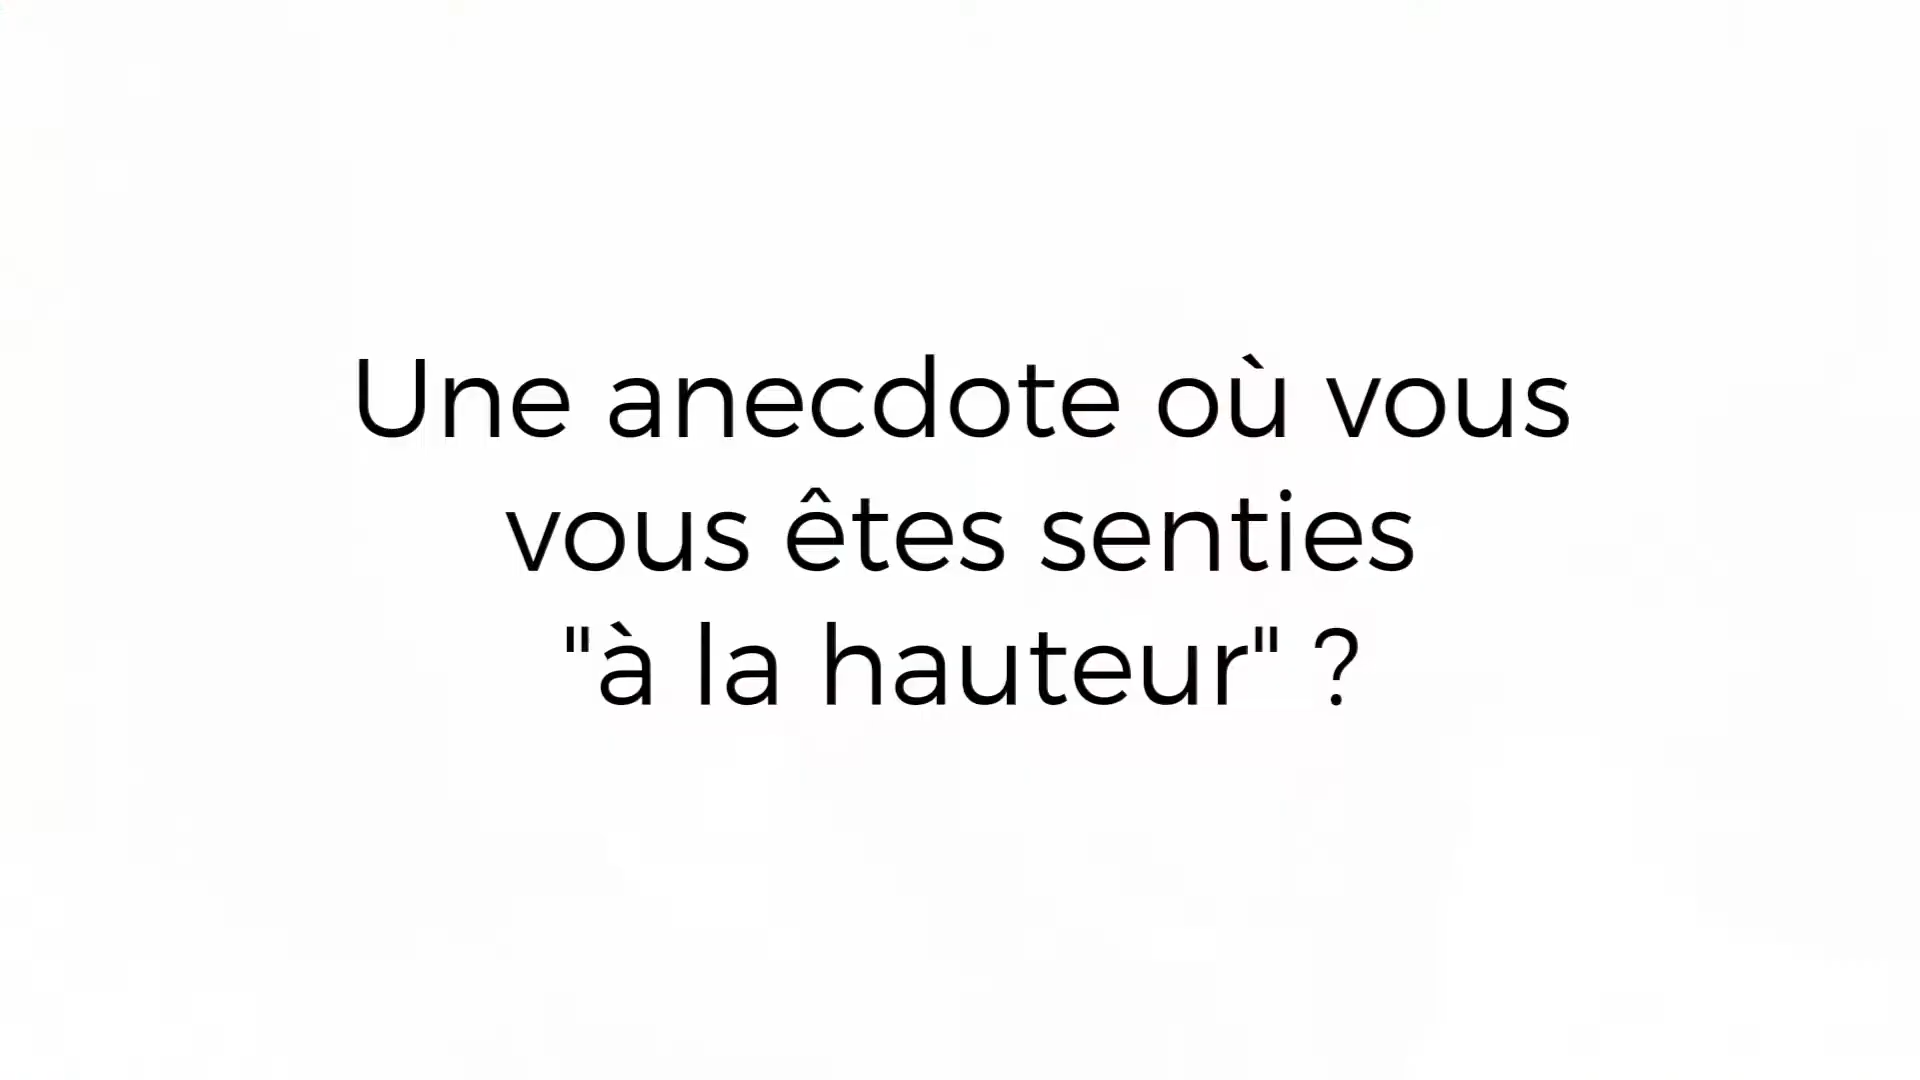 Une anecdote où vous
vous êtes senties
"à la hauteur" ?